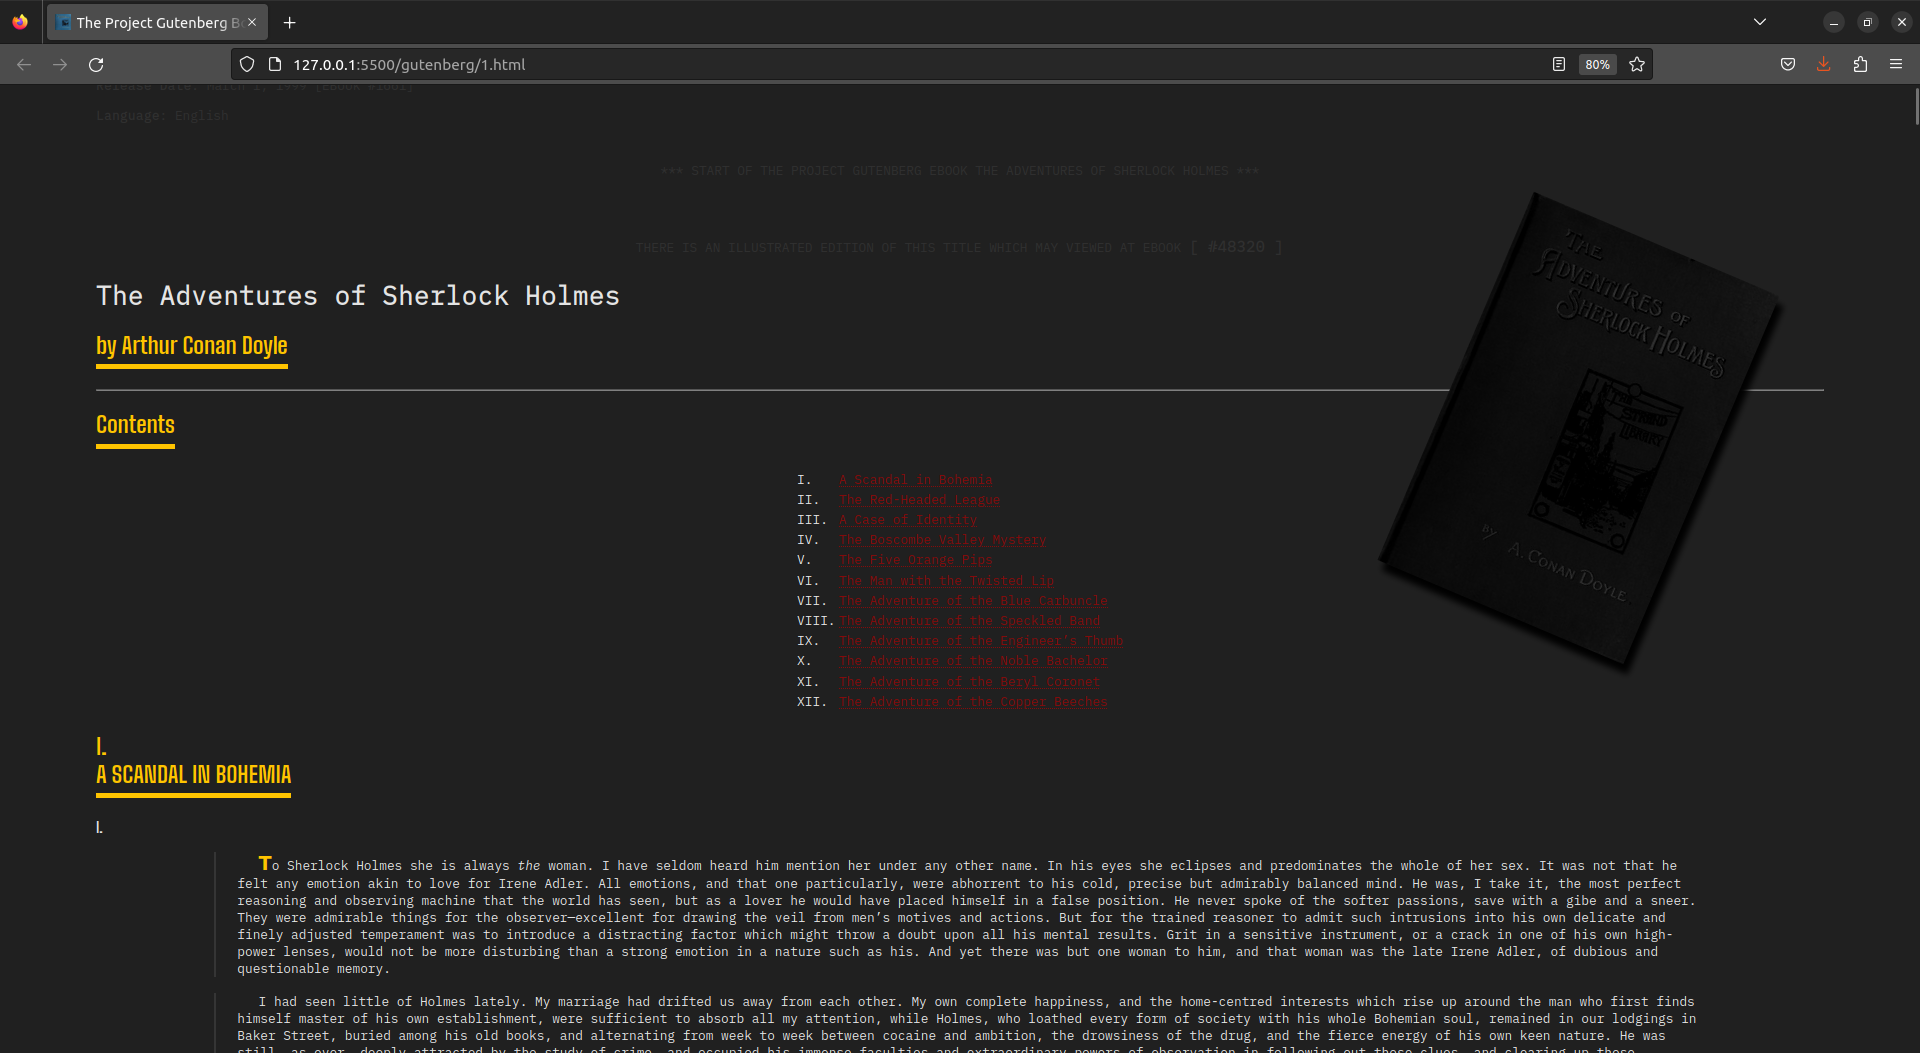 The Project Gutenberg B
127.0.0.1:5500/gutenberg/1.html
80%
Release Date: March 1, 1999 [EBook #1661]
Language: English
*** START OF THE PROJECT GUTENBERG EBOOK THE ADVENTURES OF SHERLOCK HOLMES ***
THERE IS AN ILLUSTRATED EDITION OF THIS TITLE WHICH MAY VIEWED AT EBOOK [ #48320 ]
The Adventures of Sherlock Holmes
by Arthur Conan Doyle
THE
ADVENTURES OF
SHERLOCK HOLMES
THE
STRAND
LIBRARY
BY A. CONAN DOYLE.
Contents
I. A Scandal in Bohemia
II. The Red-Headed League
III. A Case of Identity
IV. The Boscombe Valley Mystery
V. The Five Orange Pips
VI. The Man with the Twisted Lip
VII. The Adventure of the Blue Carbuncle
VIII. The Adventure of the Speckled Band
IX. The Adventure of the Engineer's Thumb
X. The Adventure of the Noble Bachelor
XI. The Adventure of the Beryl Coronet
XII. The Adventure of the Copper Beeches
I.
A SCANDAL IN BOHEMIA
I.
To Sherlock Holmes she is always the woman. I have seldom heard him mention her under any other name. In his eyes she eclipses and predominates the whole of her sex. It was not that he
felt any emotion akin to love for Irene Adler. All emotions, and that one particularly, were abhorrent to his cold, precise but admirably balanced mind. He was, I take it, the most perfect
reasoning and observing machine that the world has seen, but as a lover he would have placed himself in a false position. He never spoke of the softer passions, save with a gibe and a sneer.
They were admirable things for the observer—excellent for drawing the veil from men’s motives and actions. But for the trained reasoner to admit such intrusions into his own delicate and
finely adjusted temperament was to introduce a distracting factor which might throw a doubt upon all his mental results. Grit in a sensitive instrument, or a crack in one of his own high-
power lenses, would not be more disturbing than a strong emotion in a nature such as his. And yet there was but one woman to him, and that woman was the late Irene Adler, of dubious and
questionable memory.
I had seen little of Holmes lately. My marriage had drifted us away from each other. My own complete happiness, and the home-centred interests which rise up around the man who first finds
himself master of his own establishment, were sufficient to absorb all my attention, while Holmes, who loathed every form of society with his whole Bohemian soul, remained in our lodgings in
Baker Street, buried among his old books, and alternating from week to week between cocaine and ambition, the drowsiness of the drug, and the fierce energy of his own keen nature. He was
still, as ever, deeply attracted by the study of crime, and occupied his immense faculties and extraordinary powers of observation in following out those clues, and clearing up those